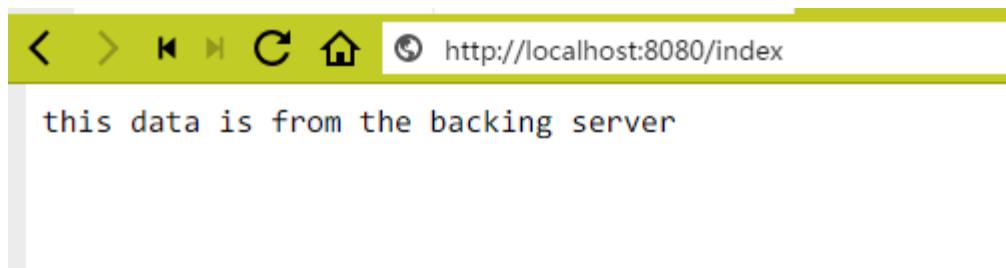 http://localhost:8080/index
this data is from the backing server